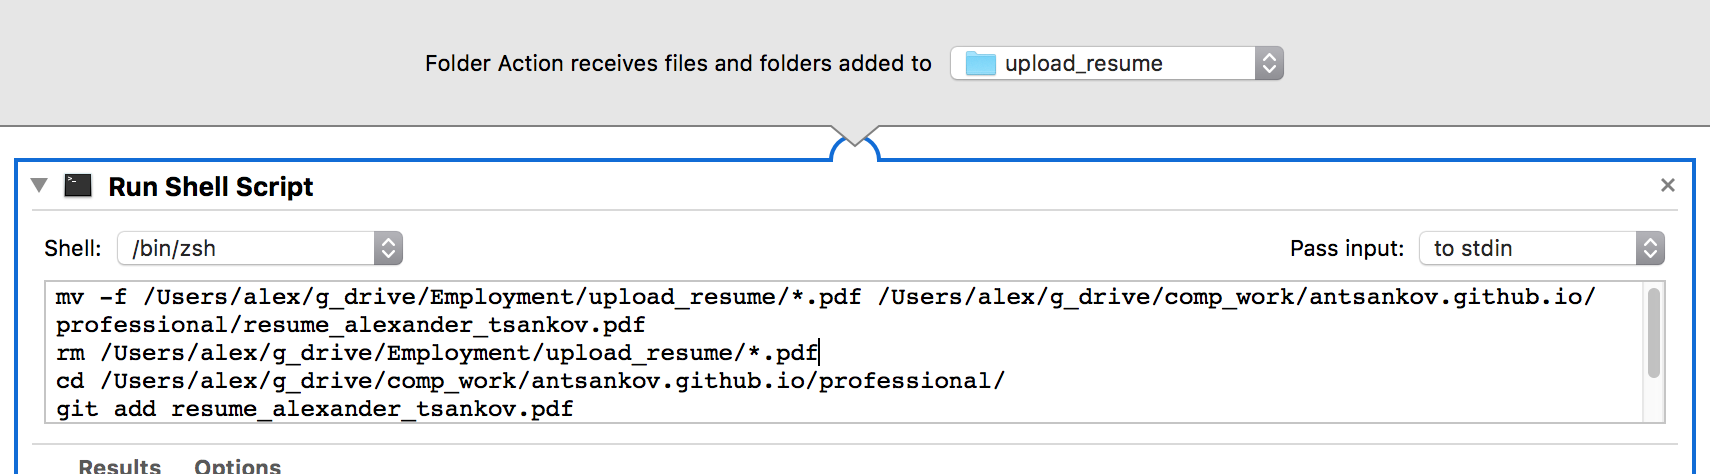 Folder Action receives files and folders added to upload_resume
Run Shell Script
Shell: /bin/zsh Pass input: to stdin
mv -f /Users/alex/g_drive/Employment/upload_resume/*.pdf /Users/alex/g_drive/comp_work/antsankov.github.io/
professional/resume_alexander_tsankov.pdf
rm /Users/alex/g_drive/Employment/upload_resume/*.pdf
cd /Users/alex/g_drive/comp_work/antsankov.github.io/professional/
git add resume_alexander_tsankov.pdf
Results Options